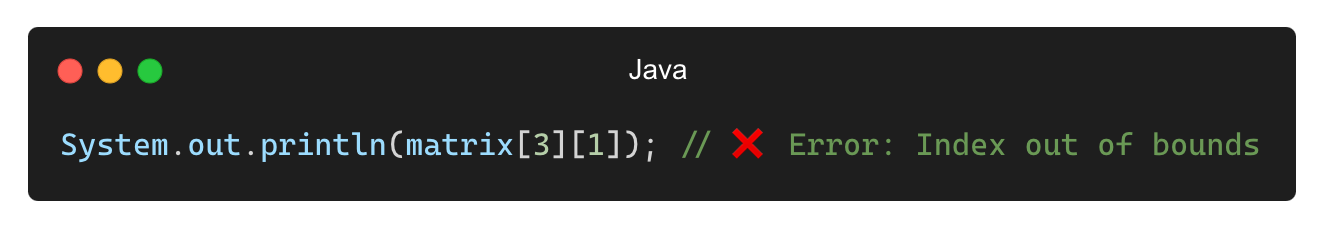 Java
System.out.println(matrix[3][1]); // ❌ Error: Index out of bounds